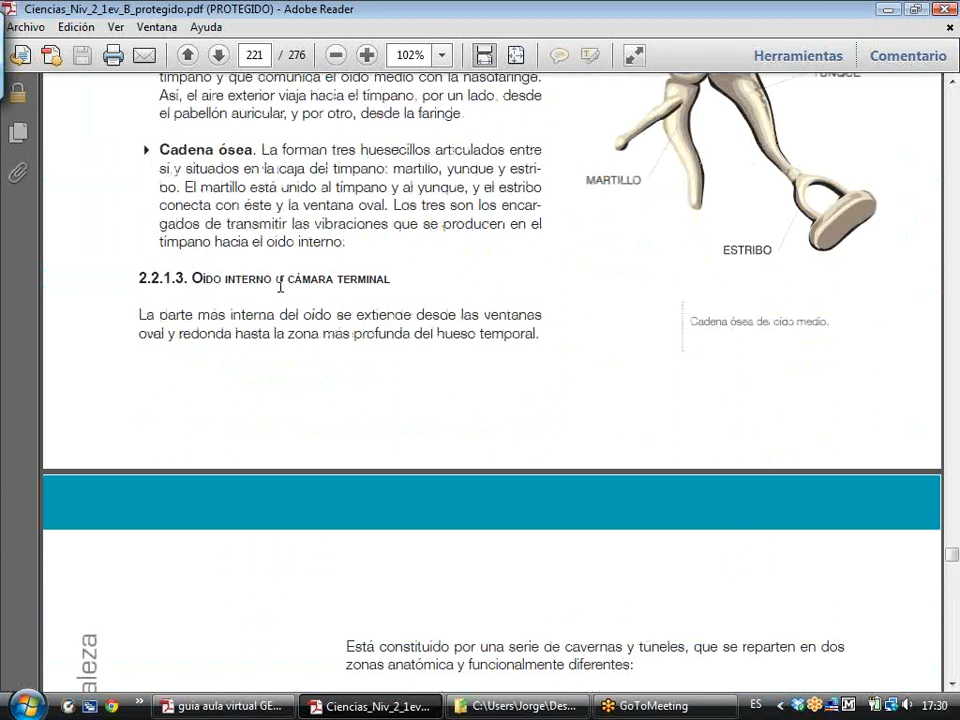 Ciencias_Niv_2_1ev_B_protegido.pdf (PROTEGIDO) - Adobe Reader
Archivo Edición Ver Ventana Ayuda
221 / 276 102% Herramientas Comentario
tímpano y que comunica el oído medio con la nasofaringe.
Así, el aire exterior viaja hacia el tímpano, por un lado, desde
el pabellón auricular, y por otro, desde la faringe.
YUNQUE
Cadena ósea. La forman tres huesecillos articulados entre
sí y situados en la caja del tímpano: martillo, yunque y estri-
bo. El martillo está unido al tímpano y al yunque, y el estribo
conecta con éste y la ventana oval. Los tres son los encar-
gados de transmitir las vibraciones que se producen en el
tímpano hacia el oído interno.
MARTILLO
ESTRIBO
2.2.1.3. OÍDO INTERNO O CÁMARA TERMINAL
La parte más interna del oído se extiende desde las ventanas
oval y redonda hasta la zona más profunda del hueso temporal.
Cadena ósea del oído medio.
Está constituido por una serie de cavernas y túneles, que se reparten en dos
zonas anatómica y funcionalmente diferentes:
aleza
guia aula virtual GE... Ciencias_Niv_2_1ev... C:\Users\Jorge\Des... GoToMeeting ES 17:30